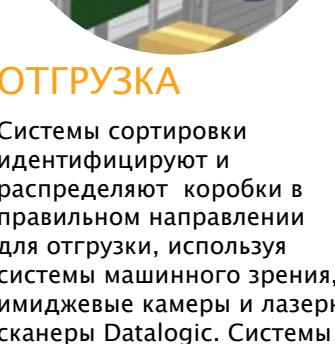 ОТГРУЗКА
Системы сортировки
идентифицируют и
распределяют коробки в
правильном направлении
для отгрузки, используя
системы машинного зрения,
имиджевые камеры и
сканеры Datalogic. Системы